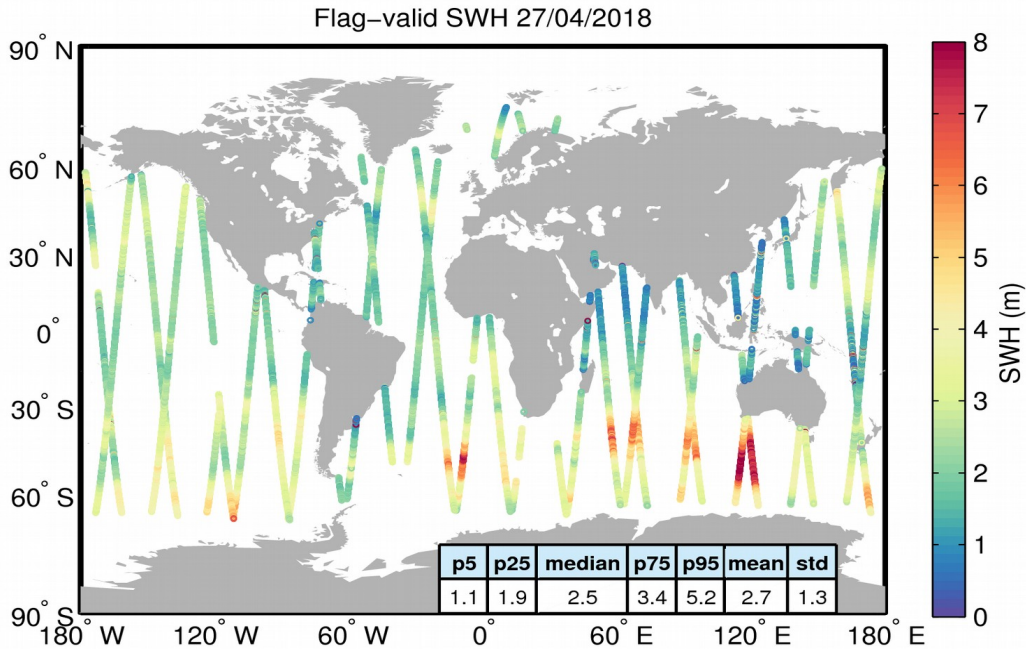 Flag−valid SWH 27/04/2018
90° N
60° N
30° N
0°
30° S
60° S
90° S
180° W
120° W
60° W
0°
60° E
120° E
180° E
8
7
6
5
4
3
2
1
0
SWH (m)
p5 p25 median p75 p95 mean std
1.1 1.9 2.5 3.4 5.2 2.7 1.3